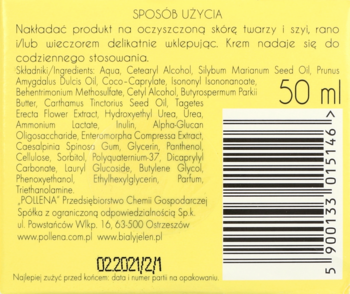 SPOSÓB UŻYCIA
Nakładać produkt na oczyszczoną skórę twarzy i szyi, rano
i/lub wieczorem delikatnie wklepując. Krem nadaje się do
codziennego stosowania.
Składniki/Ingredients: Aqua, Cetearyl Alcohol, Silybum Marianum Seed Oil, Prunus
Amygdalus Dulcis Oil, Coco-Caprylate, Isononyl Isononanoate,
Behentrimonium Methosulfate, Cetyl Alcohol, Butyrospermum Parkii
Butter, Carthamus Tinctorius Seed Oil, Tagetes
Erecta Flower Extract, Hydroxyethyl Urea, Urea,
Ammonium Lactate, Inulin, Alpha-Glucan
Oligosaccharide, Enteromorpha Compressa Extract,
Caesalpinia Spinosa Gum, Glycerin, Panthenol,
Cellulose, Sorbitol, Polyquaternium-37, Dicaprylyl
Carbonate, Lauryl Glucoside, Butylene Glycol,
Phenoxyethanol, Ethylhexylglycerin, Parfum,
Triethanolamine.
„POLLENA” Przedsiębiorstwo Chemii Gospodarczej
Spółka z ograniczoną odpowiedzialnością Sp.k.
ul. Powstańców Wlkp. 16, 63-500 Ostrzeszów
www.pollena.com.pl www.bialyjelen.pl
50 ml
5 900133 015146
02.2021/2/1
Najlepiej zużyć przed końcem: data i numer partii na opakowaniu.